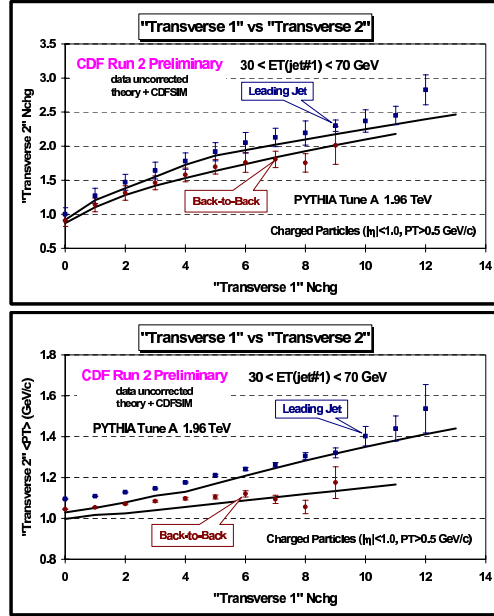 "Transverse 1" vs "Transverse 2"
3.0
CDF Run 2 Preliminary
30 < ET(jet#1) < 70 GeV
data uncorrected
theory + CDFSIM
Leading Jet
2.5
2.0
1.5
1.0
0.5
"Transverse 2" Nchg
Back-to-Back
PYTHIA Tune A 1.96 TeV
Charged Particles (|η|<1.0, PT>0.5 GeV/c)
0 2 4 6 8 10 12 14
"Transverse 1" Nchg
"Transverse 1" vs "Transverse 2"
1.8
CDF Run 2 Preliminary
30 < ET(jet#1) < 70 GeV
data uncorrected
theory + CDFSIM
Leading Jet
1.6
PYTHIA Tune A 1.96 TeV
1.4
1.2
1.0
0.8
"Transverse 2" <PT> (GeV/c)
Back-to-Back
Charged Particles (|η|<1.0, PT>0.5 GeV/c)
0 2 4 6 8 10 12 14
"Transverse 1" Nchg